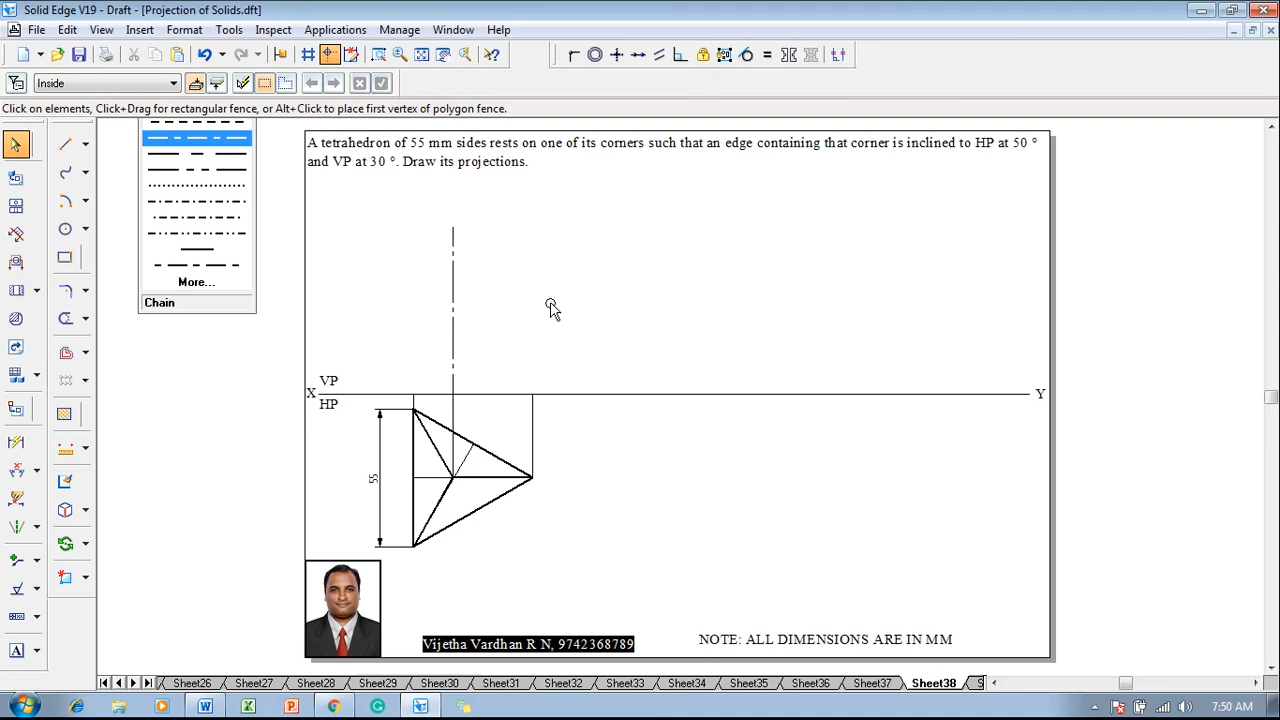 Solid Edge V19 - Draft - [Projection of Solids.dft]
File Edit View Insert Format Tools Inspect Applications Manage Window Help
Inside
Click on elements, Click+Drag for rectangular fence, or Alt+Click to place first vertex of polygon fence.
More...
Chain
A tetrahedron of 55 mm sides rests on one of its corners such that an edge containing that corner is inclined to HP at 50 °
and VP at 30 °. Draw its projections.
VP
X
Y
HP
55
Vijetha Vardhan R N, 9742368789
NOTE: ALL DIMENSIONS ARE IN MM
Sheet26 Sheet27 Sheet28 Sheet29 Sheet30 Sheet31 Sheet32 Sheet33 Sheet34 Sheet35 Sheet36 Sheet37 Sheet38 S
7:50 AM